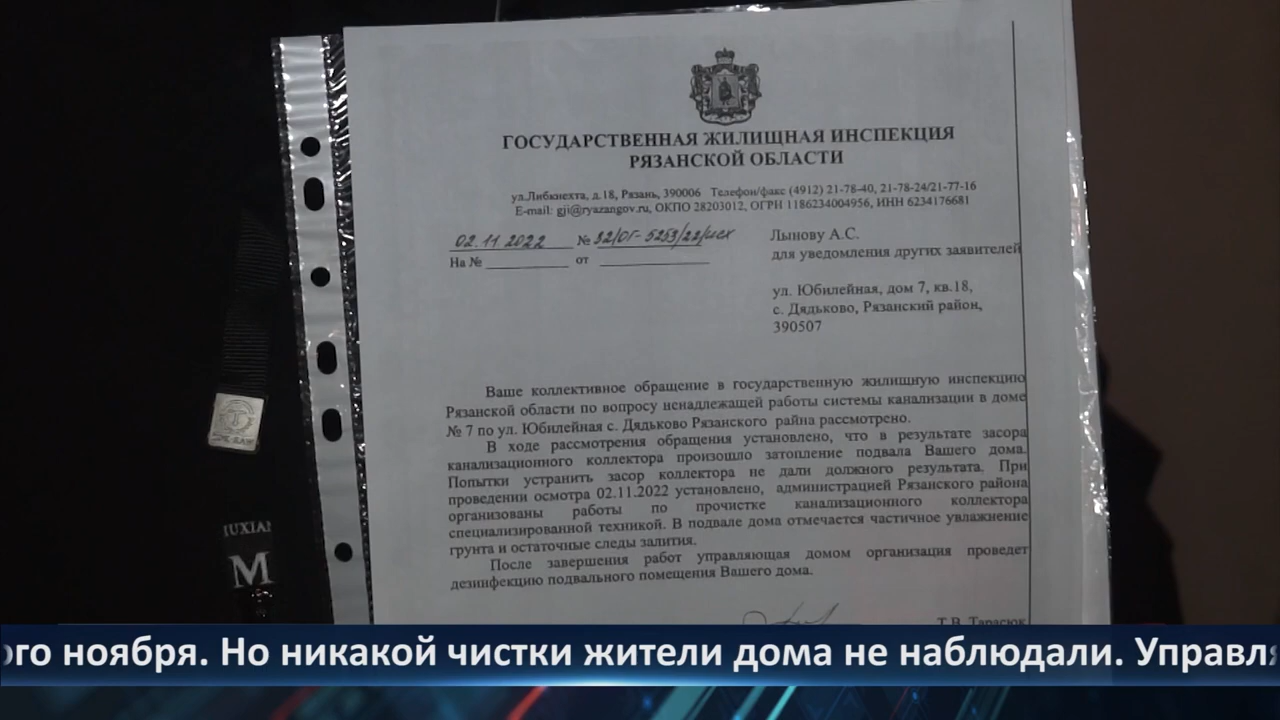 ГОСУДАРСТВЕННАЯ ЖИЛИЩНАЯ ИНСПЕКЦИЯ
РЯЗАНСКОЙ ОБЛАСТИ
ул.Либкнехта, д.18, Рязань, 390006 Телефон/факс (4912) 21-78-40, 21-78-24/21-77-16
E-mail: gji@ryazangov.ru, ОКПО 28203012, ОГРН 1186234004956, ИНН 6234176681
02.11.2022 № 32/ОГ-5253/22/исх
На № от
Лынову А.С.
для уведомления других заявителей
ул. Юбилейная, дом 7, кв.18,
с. Дядьково, Рязанский район,
390507
Ваше коллективное обращение в государственную жилищную инспекцию
Рязанской области по вопросу ненадлежащей работы системы канализации в доме
№ 7 по ул. Юбилейная с. Дядьково Рязанского райна рассмотрено.
В ходе рассмотрения обращения установлено, что в результате засора
канализационного коллектора произошло затопление подвала Вашего дома.
Попытки устранить засор коллектора не дали должного результата. При
проведении осмотра 02.11.2022 установлено, администрацией Рязанского района
организованы работы по прочистке канализационного коллектора
специализированной техникой. В подвале дома отмечается частичное увлажнение
грунта и остаточные следы залития.
После завершения работ управляющая домом организация проведет
дезинфекцию подвального помещения Вашего дома.
Т.В. Тарасюк
IUXIAN
M
ого ноября. Но никакой чистки жители дома не наблюдали. Управля